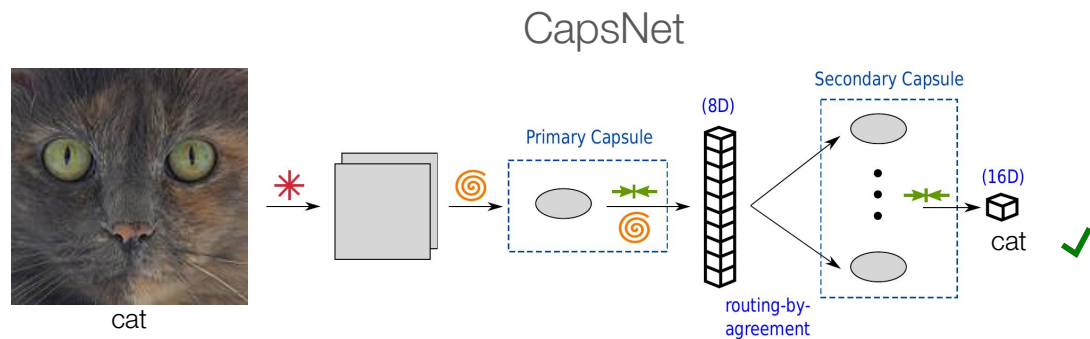 CapsNet
Secondary Capsule
(8D)
Primary Capsule
(16D)
cat
routing-by-
agreement
cat